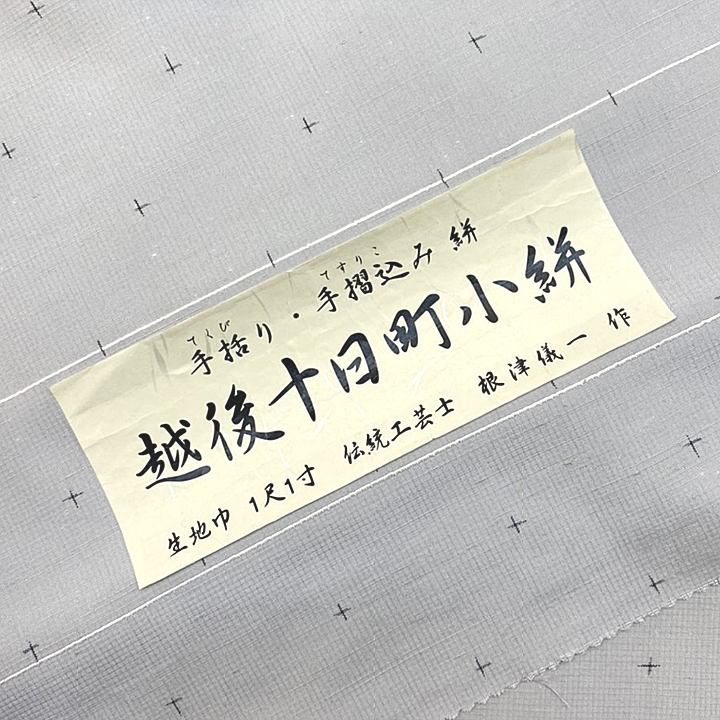 手括り・手摺込み 絣
てくび
てすりこ
越後十日町小絣
伝統工芸士 根津儀一 作
生地巾 1尺1寸